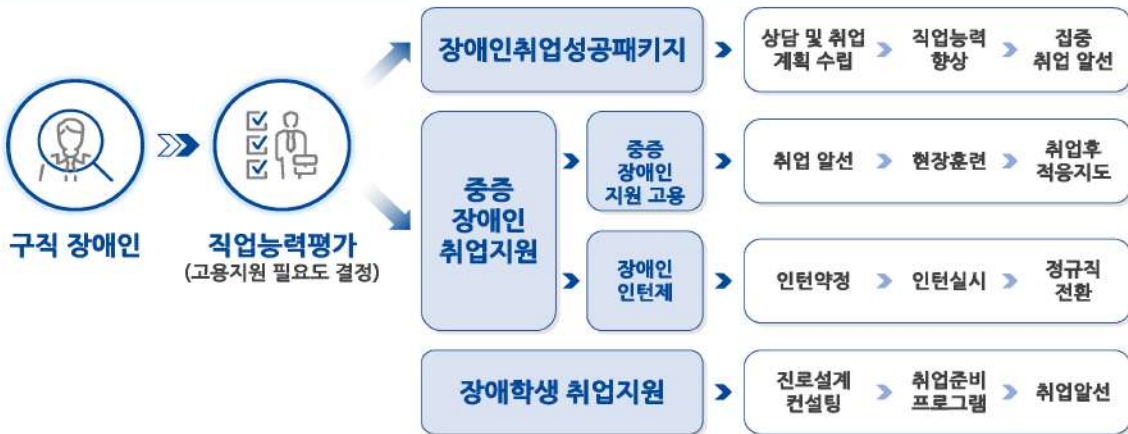 구직 장애인
직업능력평가
(고용지원 필요도 결정)
장애인취업성공패키지
상담 및 취업
계획 수립
직업능력
향상
집중
취업 알선
중증
장애인
취업지원
중증
장애인
지원 고용
취업 알선
현장훈련
취업후
적응지도
장애인
인턴제
인턴약정
인턴실시
정규직
전환
장애학생 취업지원
진로설계
컨설팅
취업준비
프로그램
취업알선